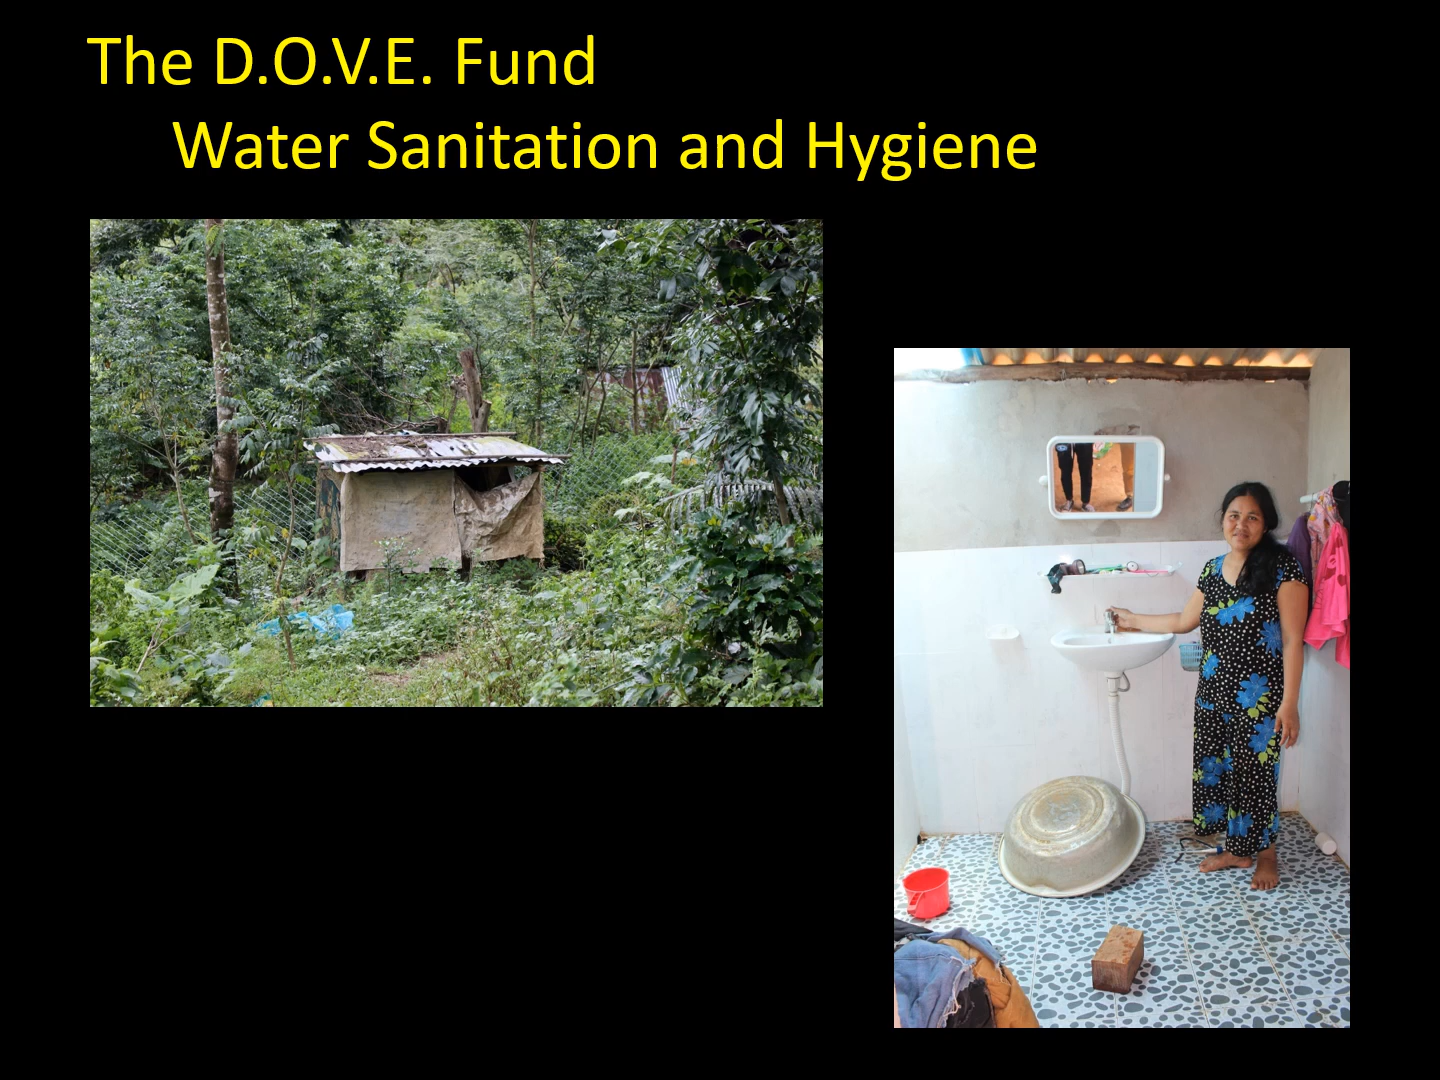 The D.O.V.E. Fund
Water Sanitation and Hygiene